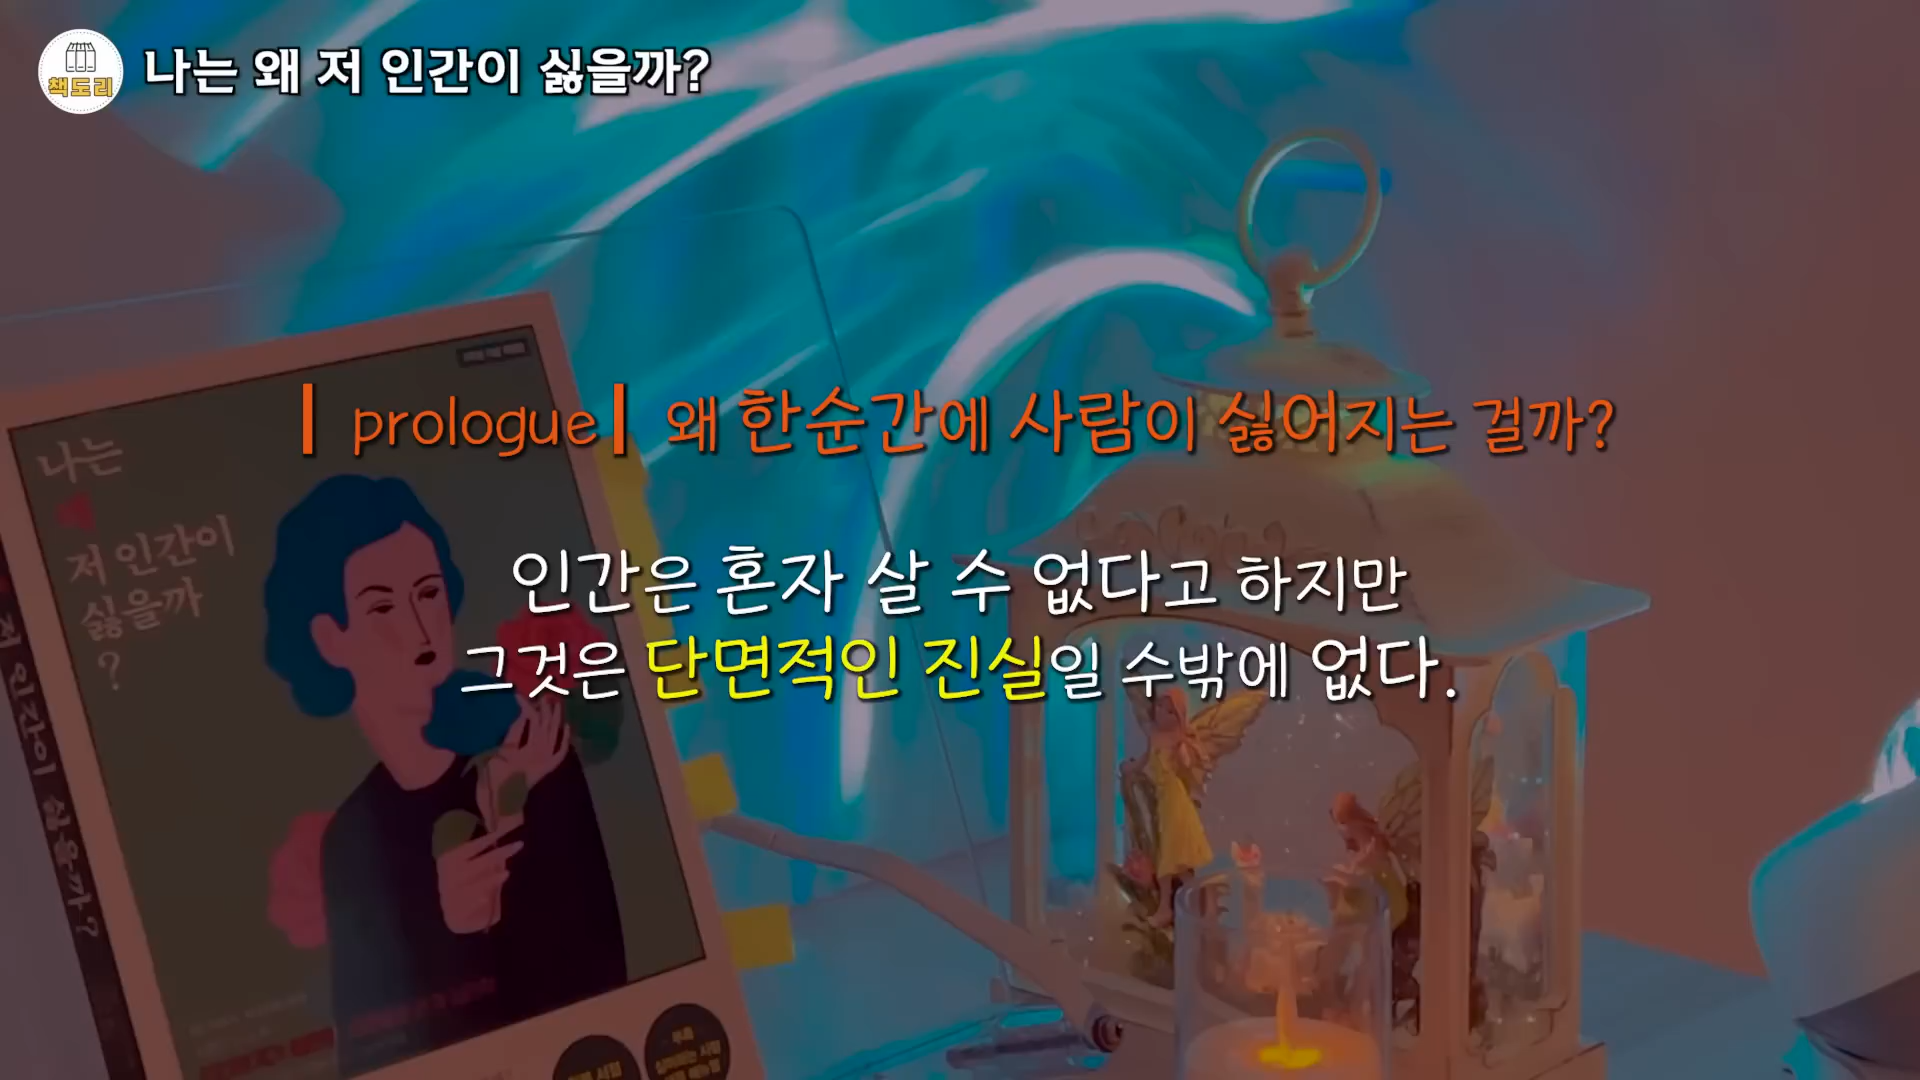 책도리
나는 왜 저 인간이 싫을까?
| prologue | 왜 한순간에 사람이 싫어지는 걸까?
인간은 혼자 살 수 없다고 하지만
그것은 단면적인 진실일 수밖에 없다.
나는
왜
저 인간이
싫을까
?
저 인간이 싫을까?